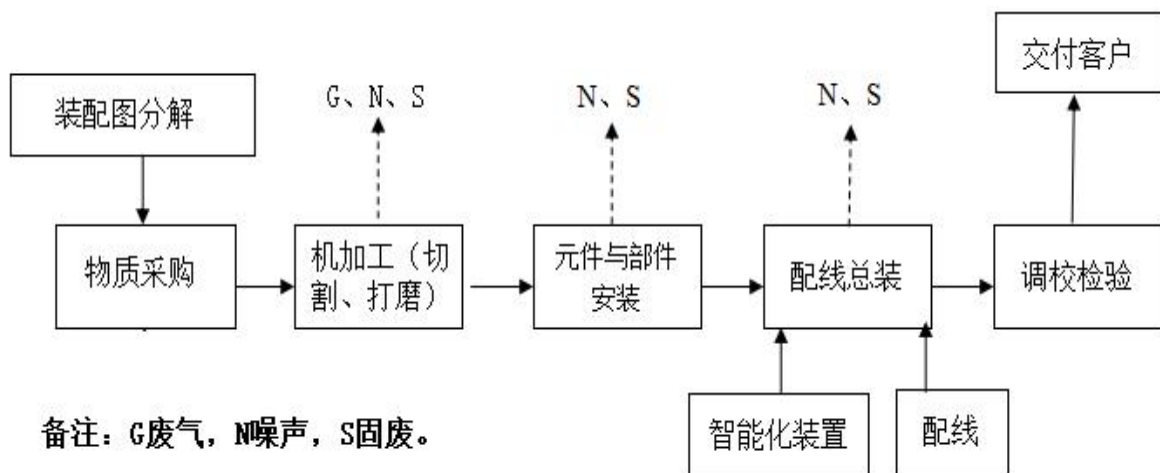 交付客户
装配图分解
G、N、S
N、S
N、S
物质采购
机加工（切
割、打磨）
元件与部件
安装
配线总装
调校检验
智能化装置
配线
备注：G废气，N噪声，S固废。